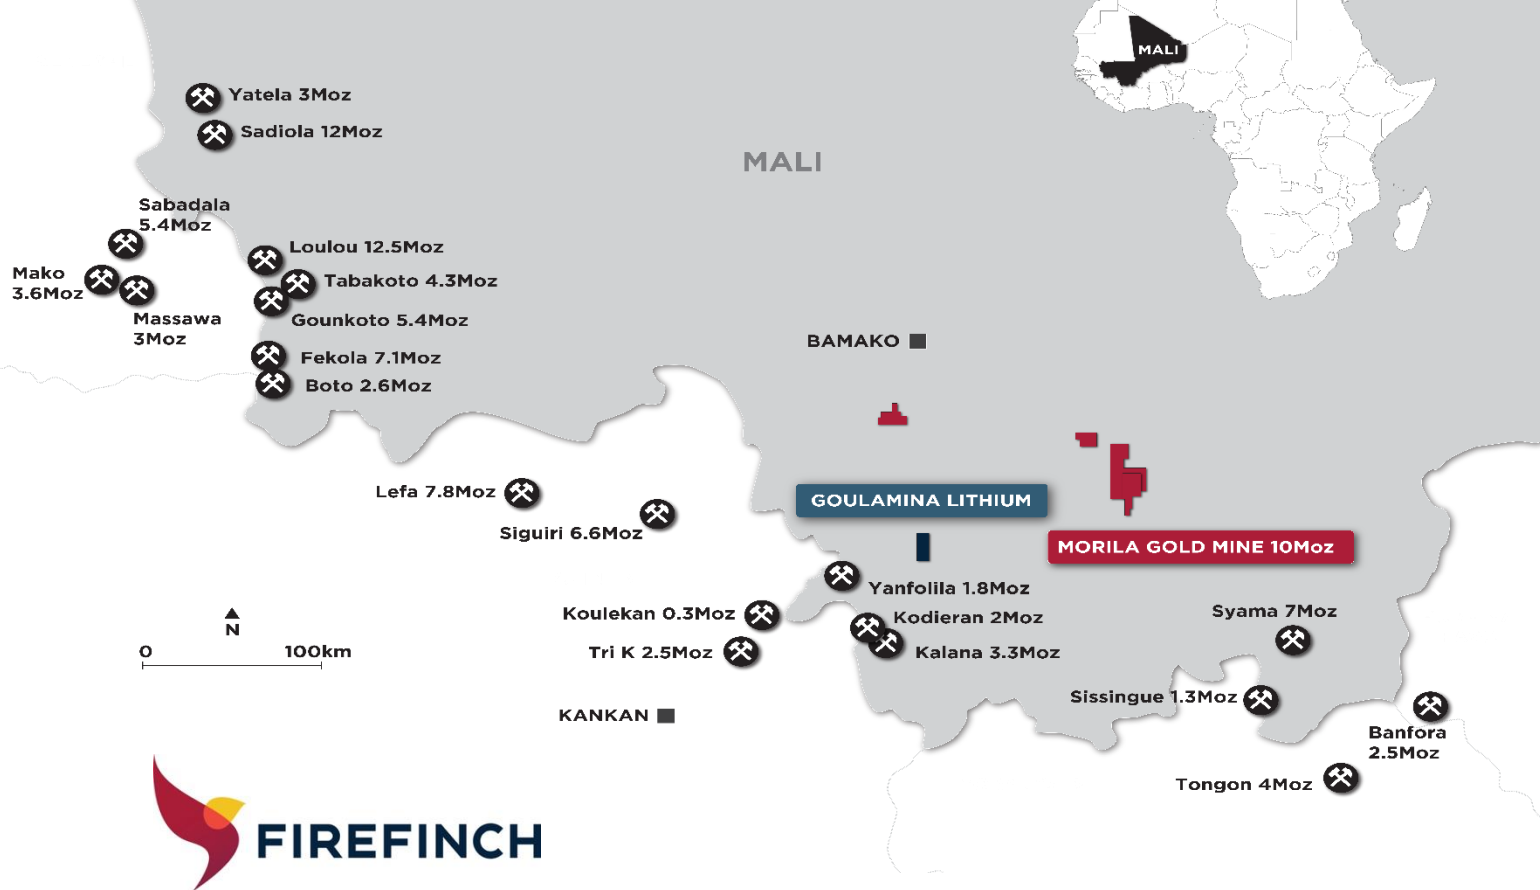 MALI
Yatela 3Moz
Sadiola 12Moz
MALI
Sabadala
5.4Moz
Loulou 12.5Moz
Mako
3.6Moz
Tabakoto 4.3Moz
Massawa
3Moz
Gounkoto 5.4Moz
BAMAKO
Fekola 7.1Moz
Boto 2.6Moz
Lefa 7.8Moz
GOULAMINA LITHIUM
Siguiri 6.6Moz
MORILA GOLD MINE 10Moz
Yanfolila 1.8Moz
Koulekan 0.3Moz
Kodieran 2Moz
Syama 7Moz
N
0 100km
Tri K 2.5Moz
Kalana 3.3Moz
Sissingue 1.3Moz
KANKAN
Banfora
2.5Moz
Tongon 4Moz
FIREFINCH